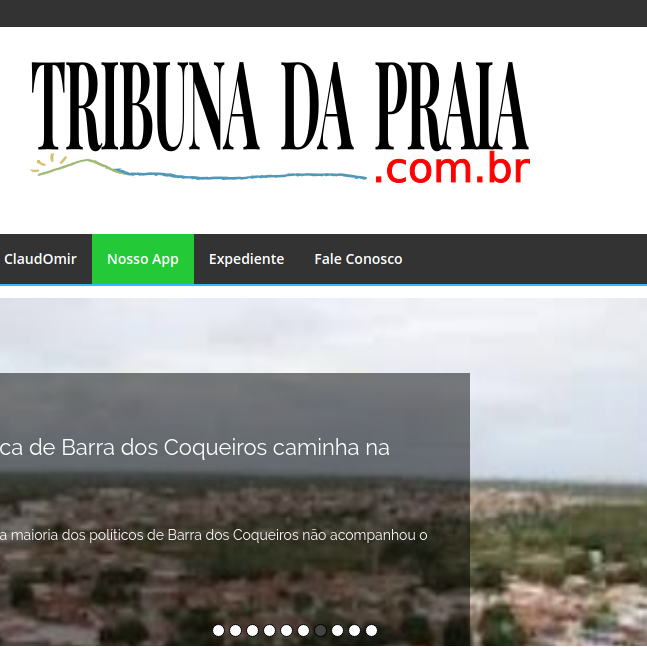 TRIBUNA DA PRAIA
.com.br
ClaudOmir Nosso App Expediente Fale Conosco
ca de Barra dos Coqueiros caminha na
a maioria dos políticos de Barra dos Coqueiros não acompanhou o